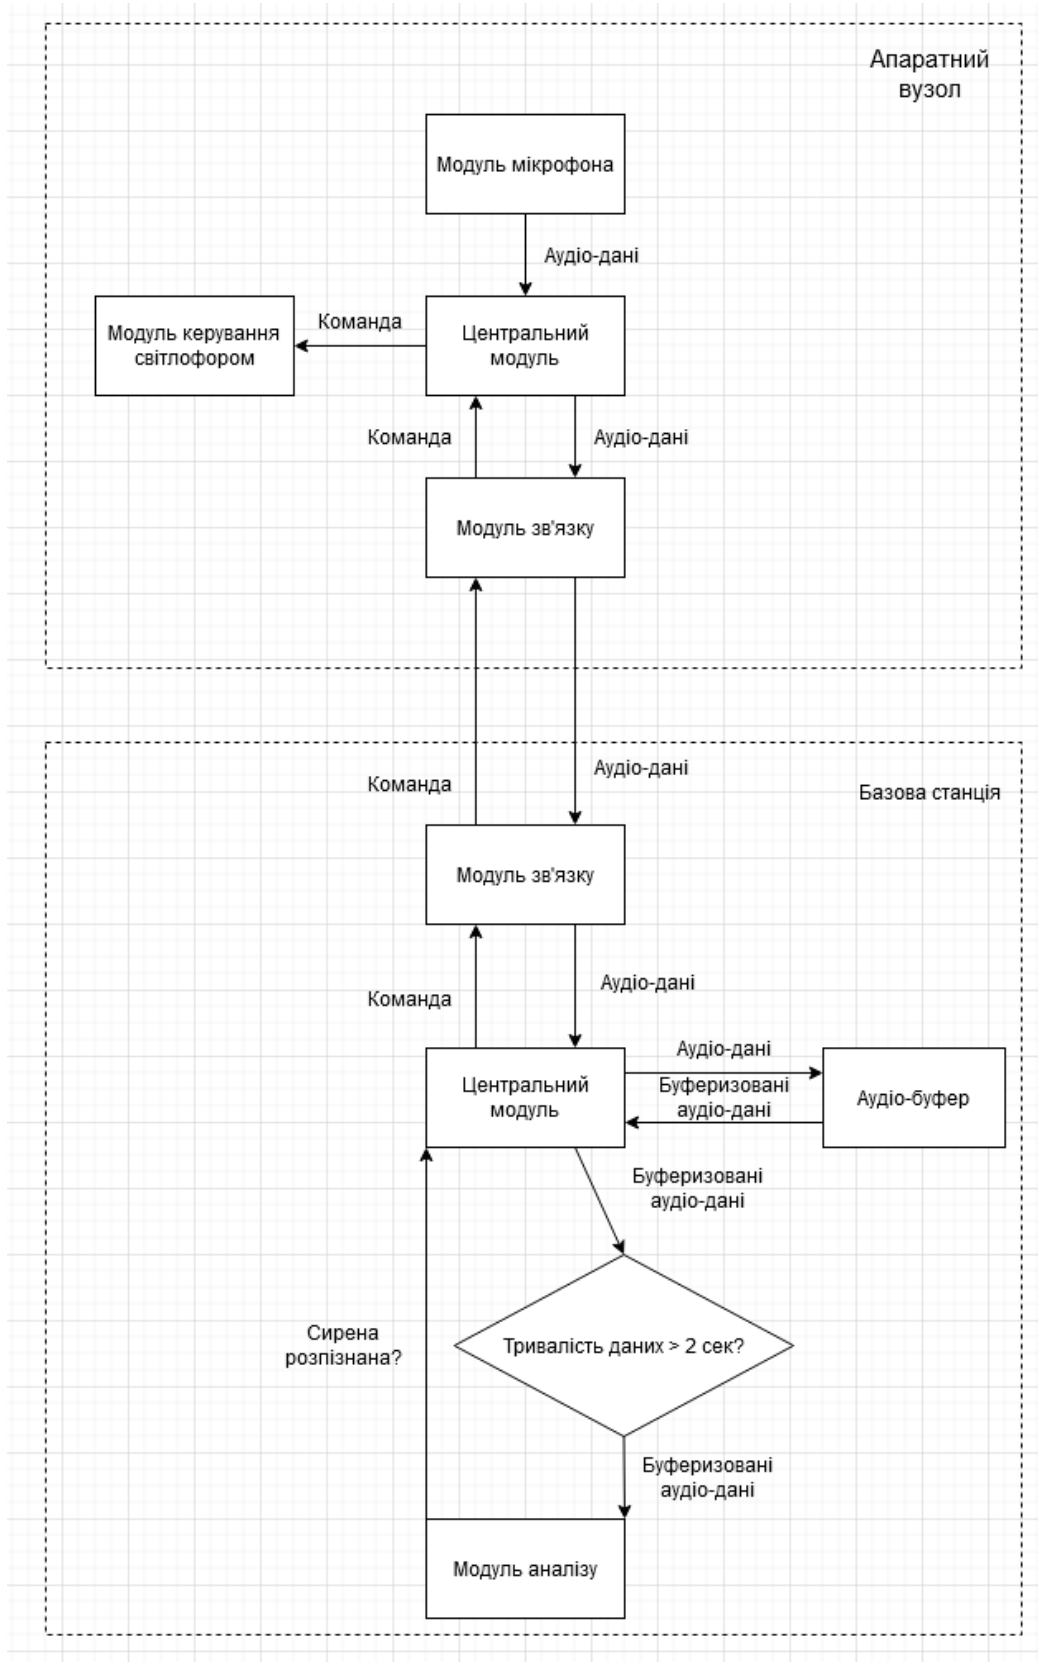 Апаратний
вузол
Модуль мікрофона
Аудіо-дані
Модуль керування
світлофором
Команда
Центральний
модуль
Команда
Аудіо-дані
Модуль зв'язку
Команда
Аудіо-дані
Базова станція
Модуль зв'язку
Команда
Аудіо-дані
Центральний
модуль
Аудіо-дані
Буферизовані
аудіо-дані
Аудіо-буфер
Буферизовані
аудіо-дані
Сирена
розпізнана?
Тривалість даних > 2 сек?
Буферизовані
аудіо-дані
Модуль аналізу